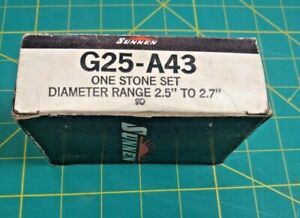 SUNNEN
G25-A43
ONE STONE SET
DIAMETER RANGE 2.5" TO 2.7"
SUNNEN